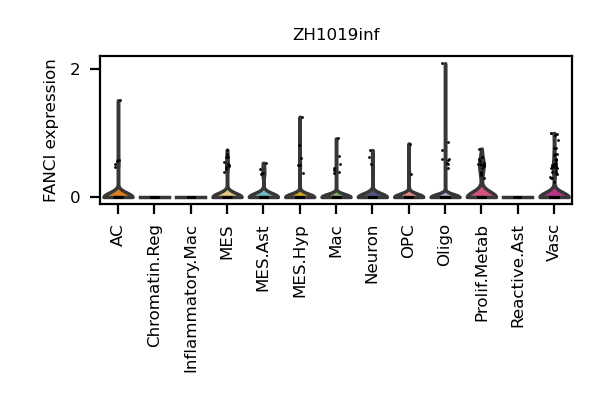 ZH1019inf
FANCI expression
2
0
AC
Chromatin.Reg
Inflammatory.Mac
MES
MES.Ast
MES.Hyp
Mac
Neuron
OPC
Oligo
Prolif.Metab
Reactive.Ast
Vasc